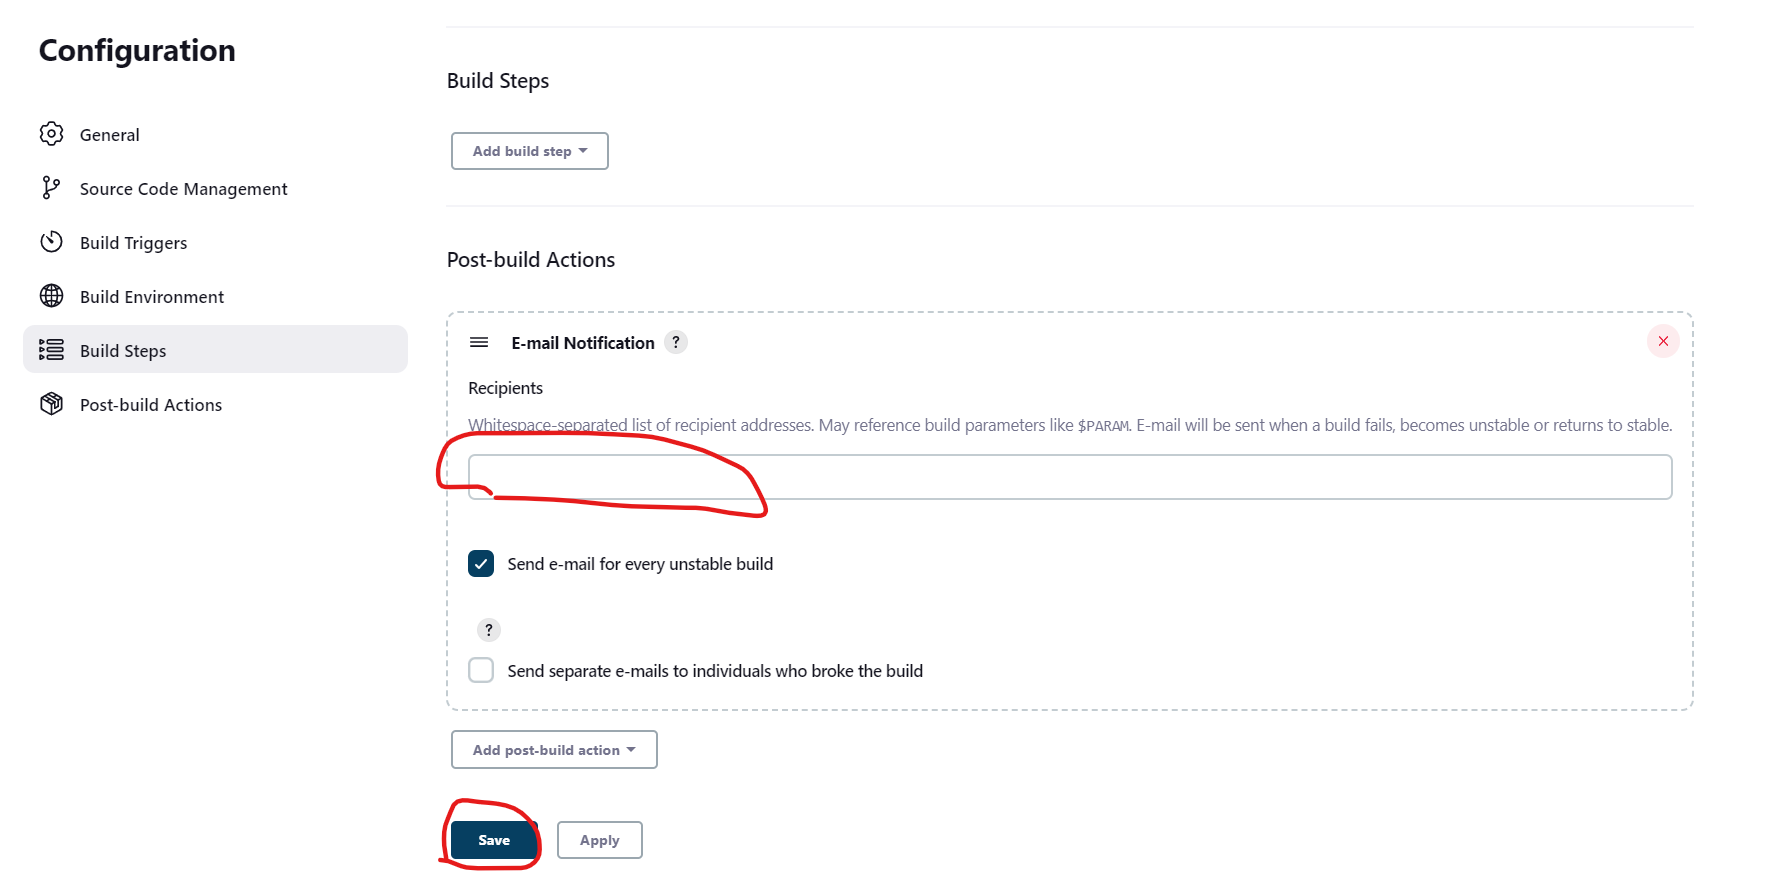 Configuration
General
Source Code Management
Build Triggers
Build Environment
Build Steps
Post-build Actions
Build Steps
Add build step
Post-build Actions
E-mail Notification ?
Recipients
Whitespace-separated list of recipient addresses. May reference build parameters like $PARAM. E-mail will be sent when a build fails, becomes unstable or returns to stable.
Send e-mail for every unstable build
?
Send separate e-mails to individuals who broke the build
Add post-build action
Save Apply